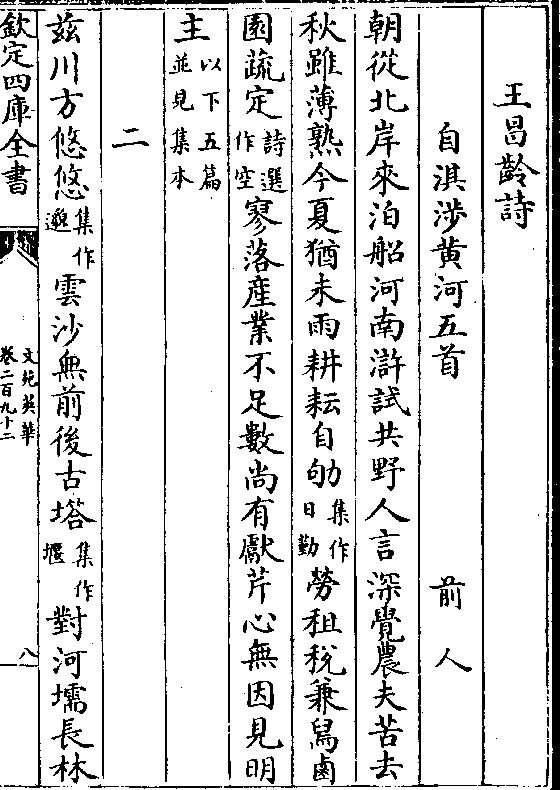 王昌齡詩
自淇渉黄河五首 前人
朝從北岸來泊船河南滸試共野人言深覺農夫苦去
秋雖薄熟今夏猶未雨耕耘自劬集作日勤勞租税兼舄鹵
園蔬定詩選作空寥落産業不足數尚有獻芹心無因見明
主以下五篇並見集本
二
兹川方悠悠集作邈雲沙無前後古塔集作堰對河壖長林
欽定四庫全書
文苑英華
卷二百九十二
八